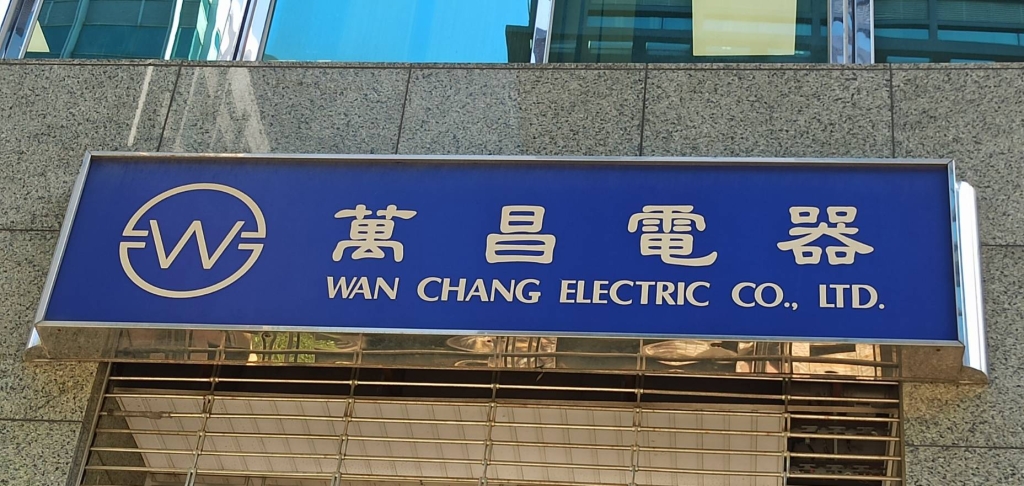 W
萬昌電器
WAN CHANG ELECTRIC CO., LTD.